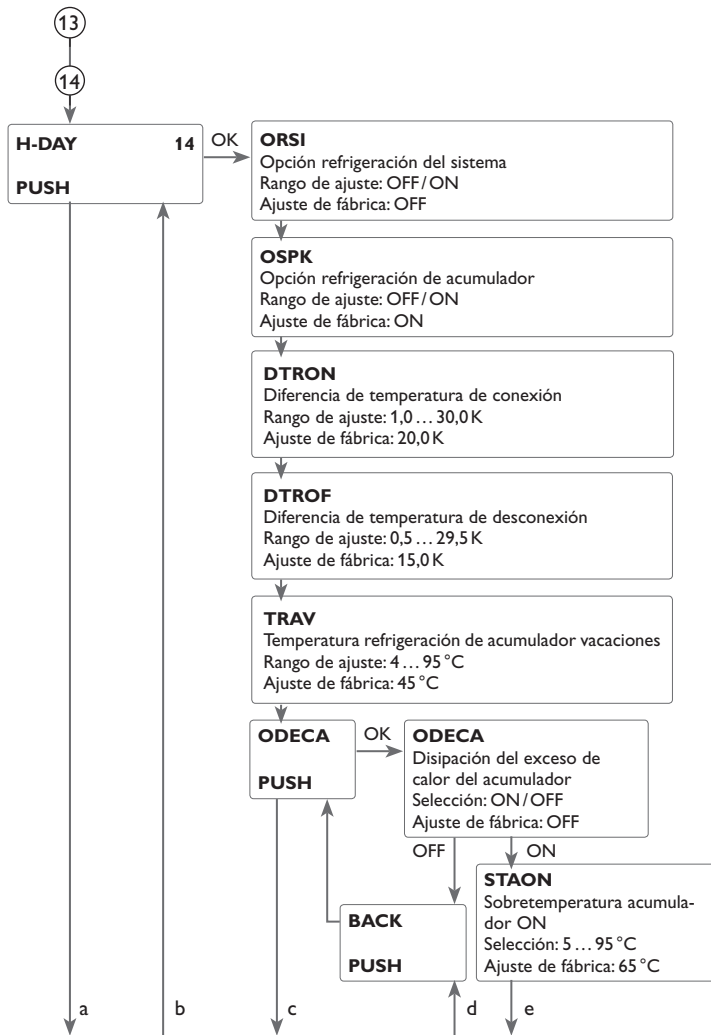 13
14
H-DAY 14
PUSH
OK
ORSI
Opción refrigeración del sistema
Rango de ajuste: OFF/ON
Ajuste de fábrica: OFF
OSPK
Opción refrigeración de acumulador
Rango de ajuste: OFF/ON
Ajuste de fábrica: ON
DTRON
Diferencia de temperatura de conexión
Rango de ajuste: 1,0 ... 30,0 K
Ajuste de fábrica: 20,0 K
DTROF
Diferencia de temperatura de desconexión
Rango de ajuste: 0,5 ... 29,5 K
Ajuste de fábrica: 15,0 K
TRAV
Temperatura refrigeración de acumulador vacaciones
Rango de ajuste: 4 ... 95 °C
Ajuste de fábrica: 45 °C
ODECA
PUSH
OK
ODECA
Disipación del exceso de
calor del acumulador
Selección: ON/OFF
Ajuste de fábrica: OFF
OFF
ON
STAON
Sobretemperatura acumula-
dor ON
Selección: 5 ... 95 °C
Ajuste de fábrica: 65 °C
BACK
PUSH
a
b
c
d
e